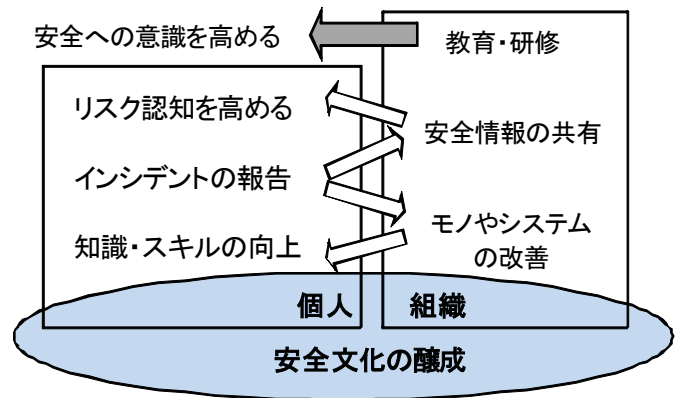 安全への意識を高める
教育・研修
リスク認知を高める
安全情報の共有
インシデントの報告
知識・スキルの向上
モノやシステム
の改善
個人
組織
安全文化の醸成